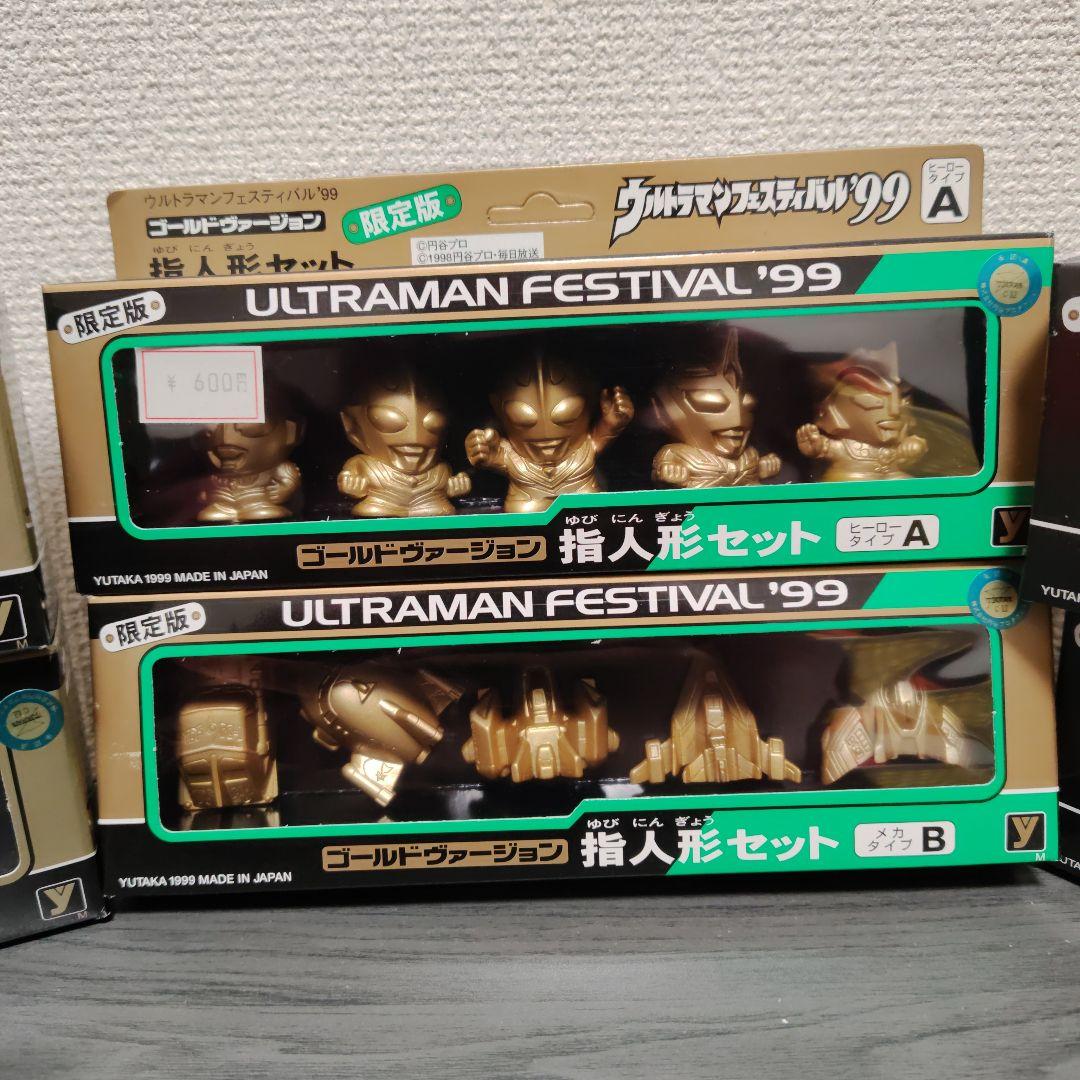 ウルトラマンフェスティバル'99
ゴールドヴァージョン
限定版
ゆび にん ぎょう
指人形セット
©円谷プロ
©1998円谷プロ・毎日放送
ウルトラマンフェスティバル'99
ヒーロー
タイプ
A
限定版
ULTRAMAN FESTIVAL '99
¥ 600円
ゆび にん ぎょう
ゴールドヴァージョン 指人形セット
ヒーロー
タイプ A
YUTAKA 1999 MADE IN JAPAN
y
限定版
ULTRAMAN FESTIVAL '99
ゆび にん ぎょう
ゴールドヴァージョン 指人形セット
メカ
タイプ B
YUTAKA 1999 MADE IN JAPAN
y
M
y
M
y
M
YUTA